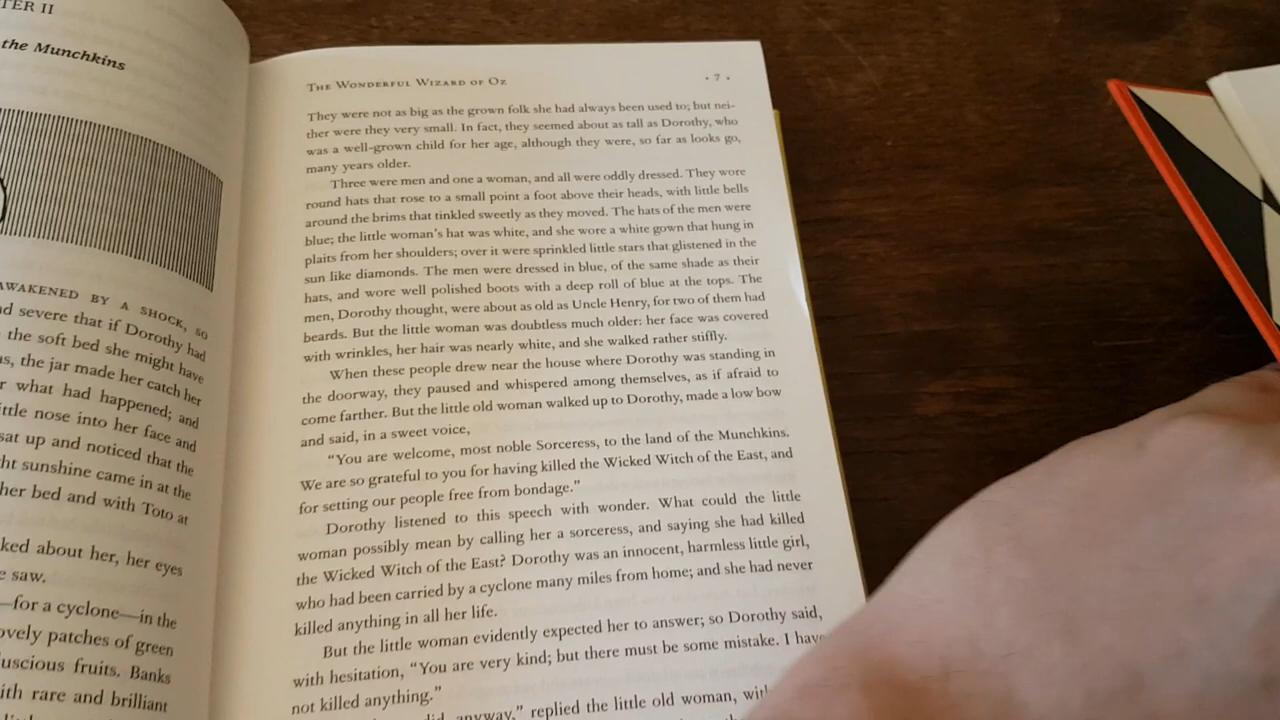 TER II
the Munchkins
AWAKENED BY A SHOCK, SO
nd severe that if Dorothy had
the soft bed she might have
as, the jar made her catch her
r what had happened; and
ittle nose into her face and
sat up and noticed that the
ht sunshine came in at the
her bed and with Toto at
ked about her, her eyes
e saw.
—for a cyclone—in the
ovely patches of green
luscious fruits. Banks
ith rare and brilliant
THE WONDERFUL WIZARD OF OZ
• 7 •
They were not as big as the grown folk she had always been used to; but nei-
ther were they very small. In fact, they seemed about as tall as Dorothy, who
was a well-grown child for her age, although they were, so far as looks go,
many years older.
Three were men and one a woman, and all were oddly dressed. They wore
round hats that rose to a small point a foot above their heads, with little bells
around the brims that tinkled sweetly as they moved. The hats of the men were
blue; the little woman's hat was white, and she wore a white gown that hung in
plaits from her shoulders; over it were sprinkled little stars that glistened in the
sun like diamonds. The men were dressed in blue, of the same shade as their
hats, and wore well polished boots with a deep roll of blue at the tops. The
men, Dorothy thought, were about as old as Uncle Henry, for two of them had
beards. But the little woman was doubtless much older: her face was covered
with wrinkles, her hair was nearly white, and she walked rather stiffly.
When these people drew near the house where Dorothy was standing in
the doorway, they paused and whispered among themselves, as if afraid to
come farther. But the little old woman walked up to Dorothy, made a low bow
and said, in a sweet voice,
“You are welcome, most noble Sorceress, to the land of the Munchkins.
We are so grateful to you for having killed the Wicked Witch of the East, and
for setting our people free from bondage.”
Dorothy listened to this speech with wonder. What could the little
woman possibly mean by calling her a sorceress, and saying she had killed
the Wicked Witch of the East? Dorothy was an innocent, harmless little girl,
who had been carried by a cyclone many miles from home; and she had never
killed anything in all her life.
But the little woman evidently expected her to answer; so Dorothy said,
with hesitation, “You are very kind; but there must be some mistake. I have
not killed anything.”
did, anyway,” replied the little old woman, with